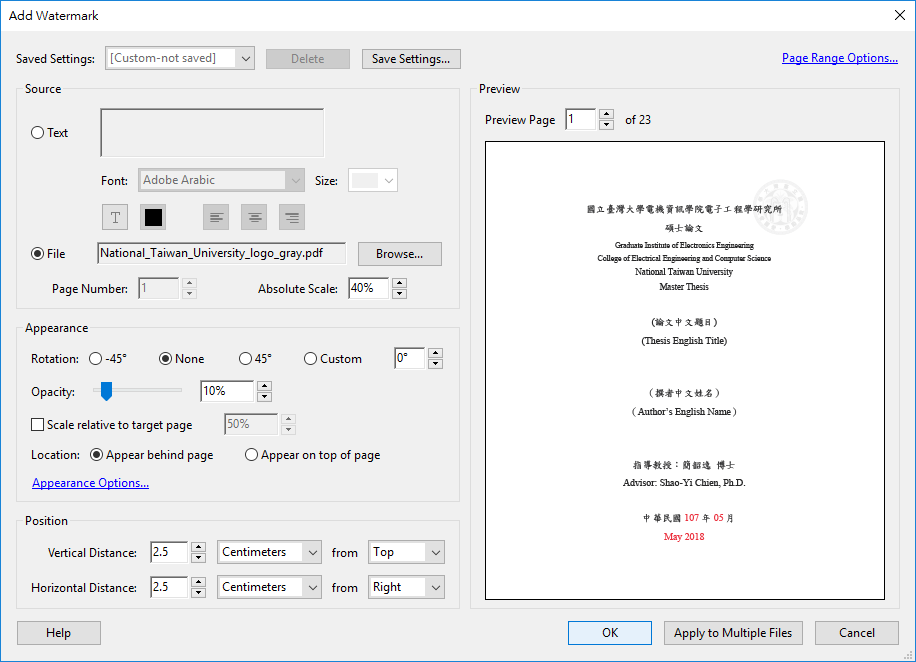 Add Watermark
Saved Settings: [Custom-not saved] Delete Save Settings... Page Range Options...
Source
Text
Font: Adobe Arabic Size:
T
File National_Taiwan_University_logo_gray.pdf Browse...
Page Number: 1 Absolute Scale: 40%
Appearance
Rotation: -45° None 45° Custom 0°
Opacity: 10%
Scale relative to target page 50%
Location: Appear behind page Appear on top of page
Appearance Options...
Position
Vertical Distance: 2.5 Centimeters from Top
Horizontal Distance: 2.5 Centimeters from Right
Preview
Preview Page 1 of 23
國立臺灣大學電機資訊學院電子工程學研究所
碩士論文
Graduate Institute of Electronics Engineering
College of Electrical Engineering and Computer Science
National Taiwan University
Master Thesis
(論文中文題目)
(Thesis English Title)
(撰者中文姓名)
( Author's English Name )
指導教授：簡韶逸 博士
Advisor: Shao-Yi Chien, Ph.D.
中華民國 107 年 05 月
May 2018
Help OK Apply to Multiple Files Cancel